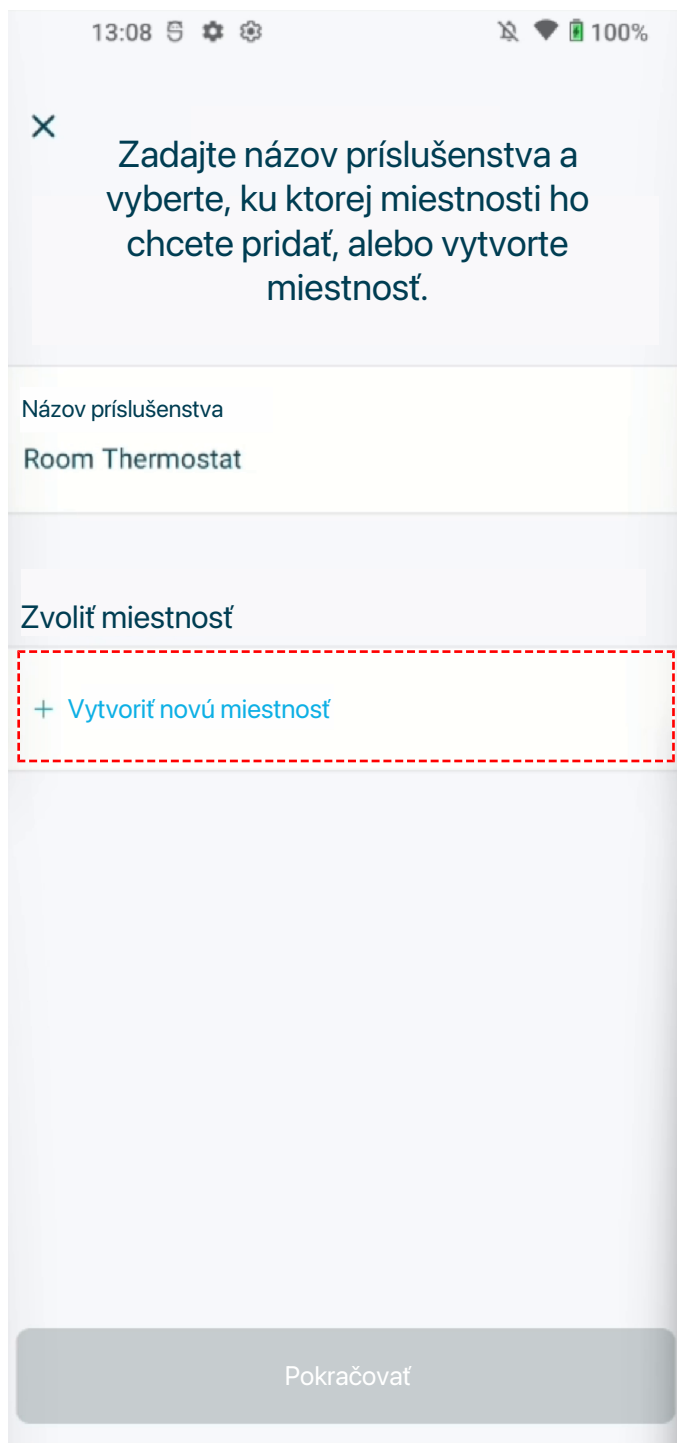 13:08
100%
Zadajte názov príslušenstva a
vyberte, ku ktorej miestnosti ho
chcete pridať, alebo vytvorte
miestnosť.
Názov príslušenstva
Room Thermostat
Zvoliť miestnosť
+ Vytvoriť novú miestnosť
Pokračovať